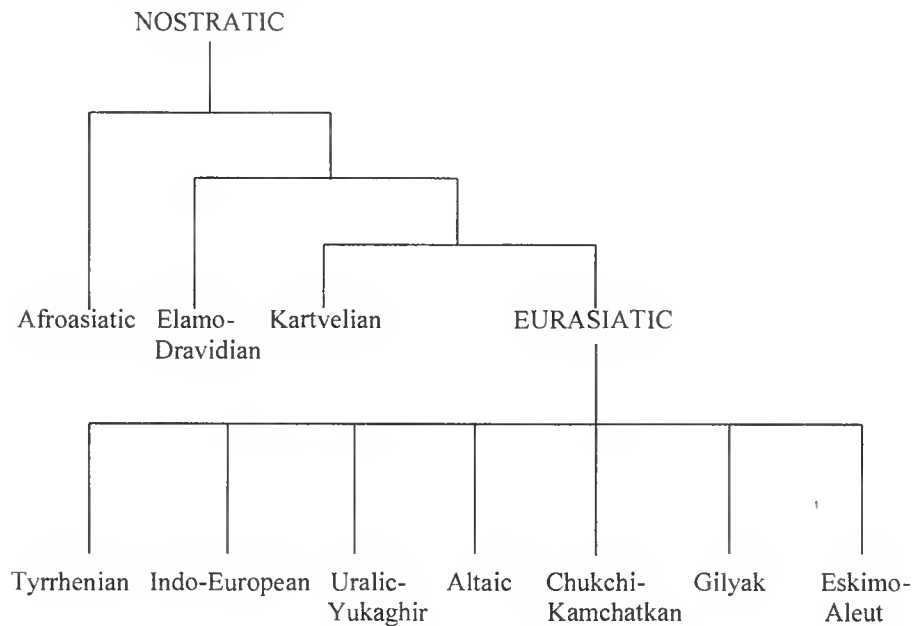 NOSTRATIC
Afroasiatic Elamo- Kartvelian EURASIATIC
Dravidian
Tyrrhenian Indo-European Uralic- Altaic Chukchi- Gilyak Eskimo-
Yukaghir Kamchatkan Aleut